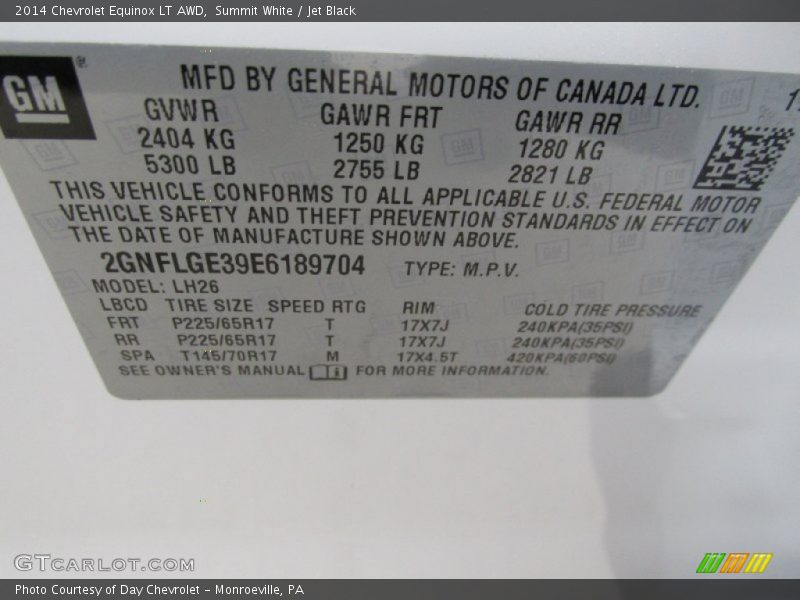 2014 Chevrolet Equinox LT AWD,  Summit White / Jet Black
GM
MFD BY GENERAL MOTORS OF CANADA LTD.
GVWR GAWR FRT GAWR RR
2404 KG 1250 KG 1280 KG
5300 LB 2755 LB 2821 LB
THIS VEHICLE CONFORMS TO ALL APPLICABLE U.S. FEDERAL MOTOR
VEHICLE SAFETY AND THEFT PREVENTION STANDARDS IN EFFECT ON
THE DATE OF MANUFACTURE SHOWN ABOVE.
2GNFLGE39E6189704 TYPE: M.P.V.
MODEL: LH26
LBCD TIRE SIZE SPEED RTG RIM COLD TIRE PRESSURE
FRT P225/65R17 T 17X7J 240KPA(35PSI)
RR P225/65R17 T 17X7J 240KPA(35PSI)
SPA T145/70R17 M 17X4.5T 420KPA(60PSI)
SEE OWNER'S MANUAL FOR MORE INFORMATION.
GTCARLOT.COM
Photo Courtesy of Day Chevrolet - Monroeville, PA